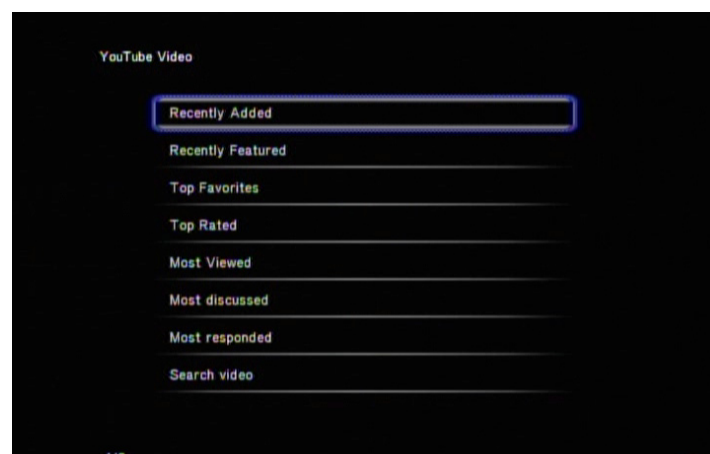 YouTube Video
Recently Added
Recently Featured
Top Favorites
Top Rated
Most Viewed
Most discussed
Most responded
Search video